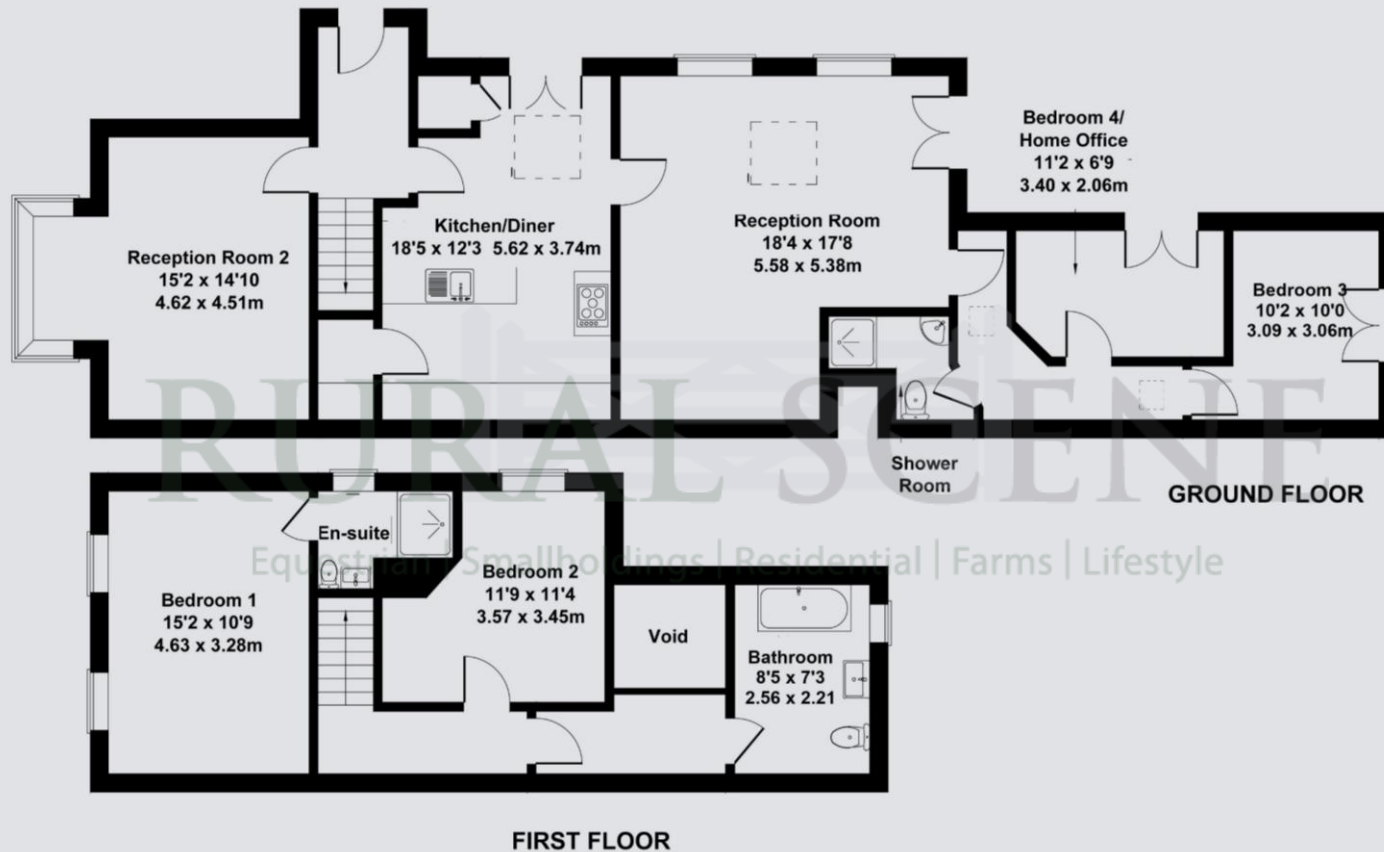 Bedroom 4/
Home Office
11'2 x 6'9
3.40 x 2.06m
Reception Room 2
15'2 x 14'10
4.62 x 4.51m
Kitchen/Diner
18'5 x 12'3 5.62 x 3.74m
Reception Room
18'4 x 17'8
5.58 x 5.38m
Bedroom 3
10'2 x 10'0
3.09 x 3.06m
RURAL SCENE
Shower
Room
GROUND FLOOR
Equestrian | Smallholdings | Residential | Farms | Lifestyle
En-suite
Bedroom 1
15'2 x 10'9
4.63 x 3.28m
Bedroom 2
11'9 x 11'4
3.57 x 3.45m
Void
Bathroom
8'5 x 7'3
2.56 x 2.21
FIRST FLOOR